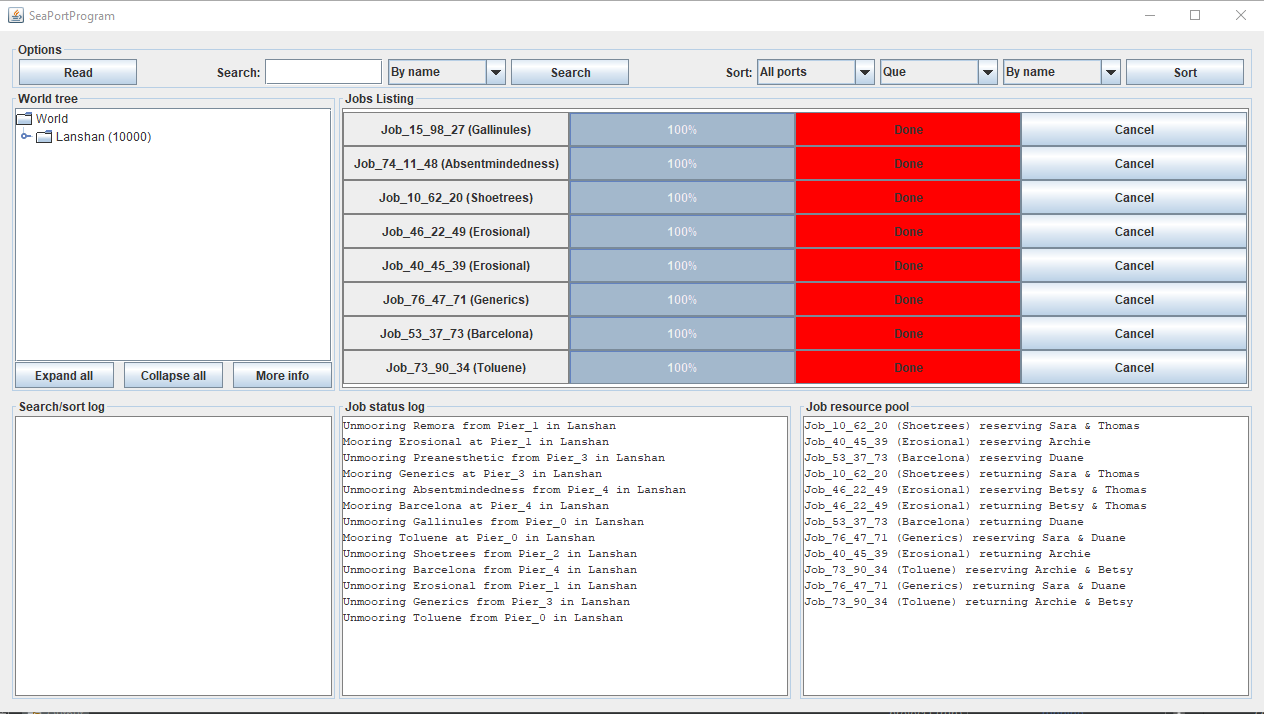 SeaPortProgram
Options
Read Search: By name Search Sort: All ports Que By name Sort
World tree
World
Lanshan (10000)
Expand all Collapse all More info
Jobs Listing
Job_15_98_27 (Gallinules) 100% Done Cancel
Job_74_11_48 (Absentmindedness) 100% Done Cancel
Job_10_62_20 (Shoetrees) 100% Done Cancel
Job_46_22_49 (Erosional) 100% Done Cancel
Job_40_45_39 (Erosional) 100% Done Cancel
Job_76_47_71 (Generics) 100% Done Cancel
Job_53_37_73 (Barcelona) 100% Done Cancel
Job_73_90_34 (Toluene) 100% Done Cancel
Search/sort log
Job status log
Unmooring Remora from Pier_1 in Lanshan
Mooring Erosional at Pier_1 in Lanshan
Unmooring Preanesthetic from Pier_3 in Lanshan
Mooring Generics at Pier_3 in Lanshan
Unmooring Absentmindedness from Pier_4 in Lanshan
Mooring Barcelona at Pier_4 in Lanshan
Unmooring Gallinules from Pier_0 in Lanshan
Mooring Toluene at Pier_0 in Lanshan
Unmooring Shoetrees from Pier_2 in Lanshan
Unmooring Barcelona from Pier_4 in Lanshan
Unmooring Erosional from Pier_1 in Lanshan
Unmooring Generics from Pier_3 in Lanshan
Unmooring Toluene from Pier_0 in Lanshan
Job resource pool
Job_10_62_20 (Shoetrees) reserving Sara & Thomas
Job_40_45_39 (Erosional) reserving Archie
Job_53_37_73 (Barcelona) reserving Duane
Job_10_62_20 (Shoetrees) returning Sara & Thomas
Job_46_22_49 (Erosional) reserving Betsy & Thomas
Job_46_22_49 (Erosional) returning Betsy & Thomas
Job_53_37_73 (Barcelona) returning Duane
Job_76_47_71 (Generics) reserving Sara & Duane
Job_40_45_39 (Erosional) returning Archie
Job_73_90_34 (Toluene) reserving Archie & Betsy
Job_76_47_71 (Generics) returning Sara & Duane
Job_73_90_34 (Toluene) returning Archie & Betsy